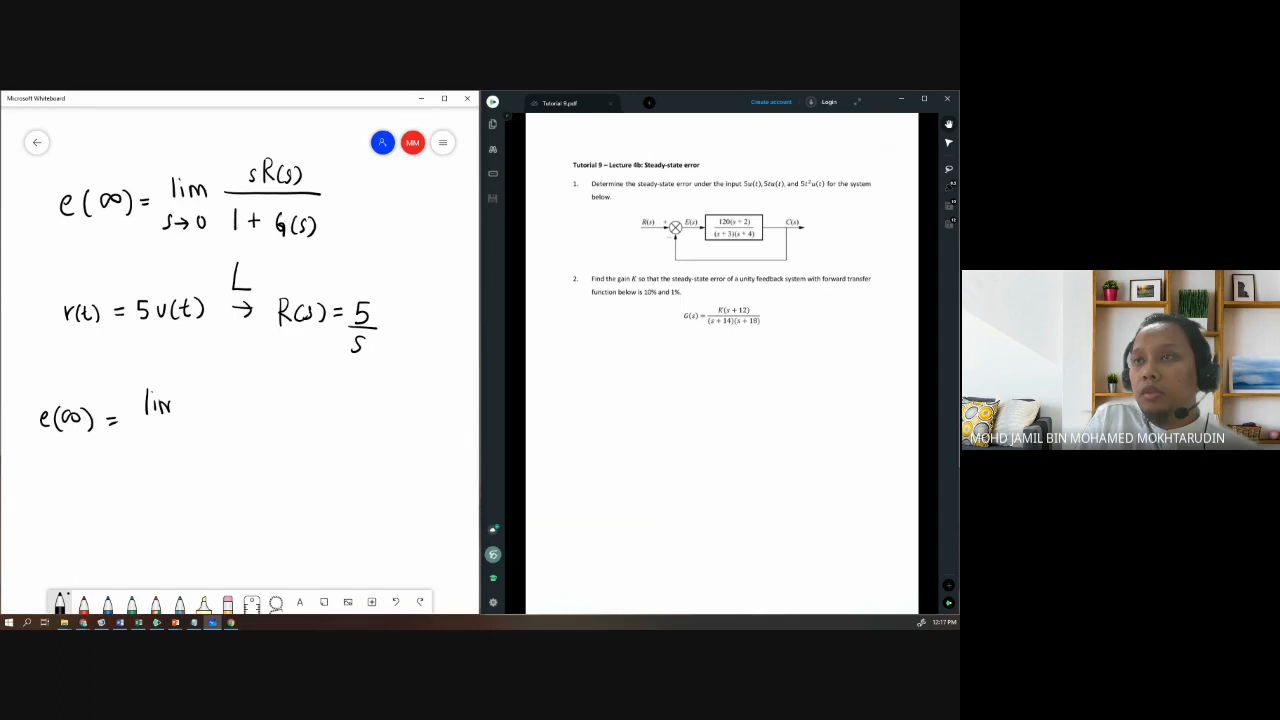 Microsoft Whiteboard
MM
e(∞) = lim s→0 sR(s) / 1 + G(s)
r(t) = 5u(t) L → R(s) = 5/s
e(∞) = lim
Tutorial 9.pdf
Create account
Login
Tutorial 9 – Lecture 4b: Steady-state error
1. Determine the steady-state error under the input 5u(t), 5tu(t), and 5t²u(t) for the system
below.
R(s) + − E(s) 120(s + 2) / (s + 3)(s + 4) C(s)
2. Find the gain K so that the steady-state error of a unity feedback system with forward transfer
function below is 10% and 1%.
G(s) = K(s + 12) / (s + 14)(s + 18)
MOHD JAMIL BIN MOHAMED MOKHTARUDIN
12:17 PM